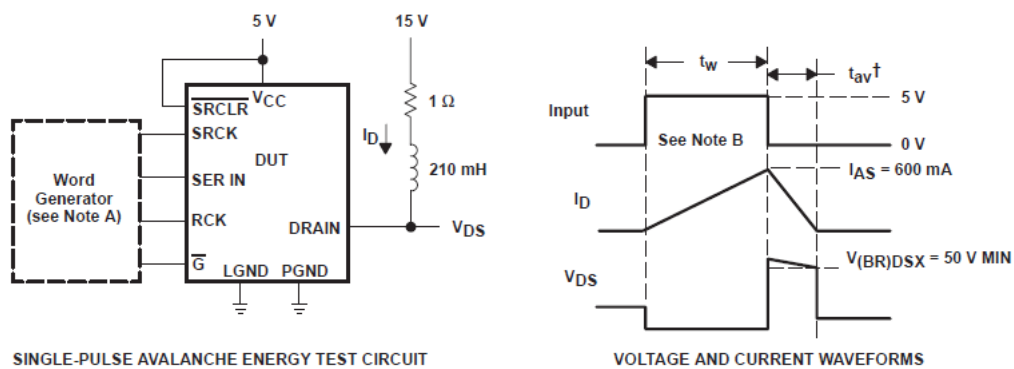 5 V
15 V
SRCLR
VCC
SRCK
1 Ω
ID
DUT
Word
Generator
(see Note A)
SER IN
210 mH
RCK
DRAIN
VDS
G
LGND
PGND
SINGLE-PULSE AVALANCHE ENERGY TEST CIRCUIT
tw
tav†
Input
5 V
See Note B
0 V
IAS = 600 mA
ID
V(BR)DSX = 50 V MIN
VDS
VOLTAGE AND CURRENT WAVEFORMS